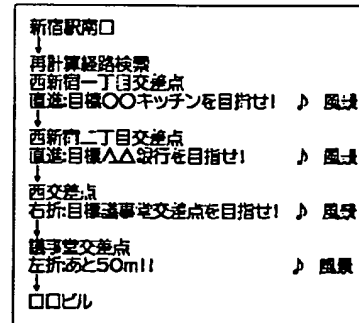 新宿駅南口
↓
再計算経路検索
西新宿一丁目交差点
直進:目標○○キッチンを目指せ! ♪ 風景
↓
西新宿二丁目交差点
直進:目標△△銀行を目指せ! ♪ 風景
↓
西交差点
右折:目標議事堂交差点を目指せ! ♪ 風景
↓
議事堂交差点
左折:あと50m!! ♪ 風景
↓
□□ビル